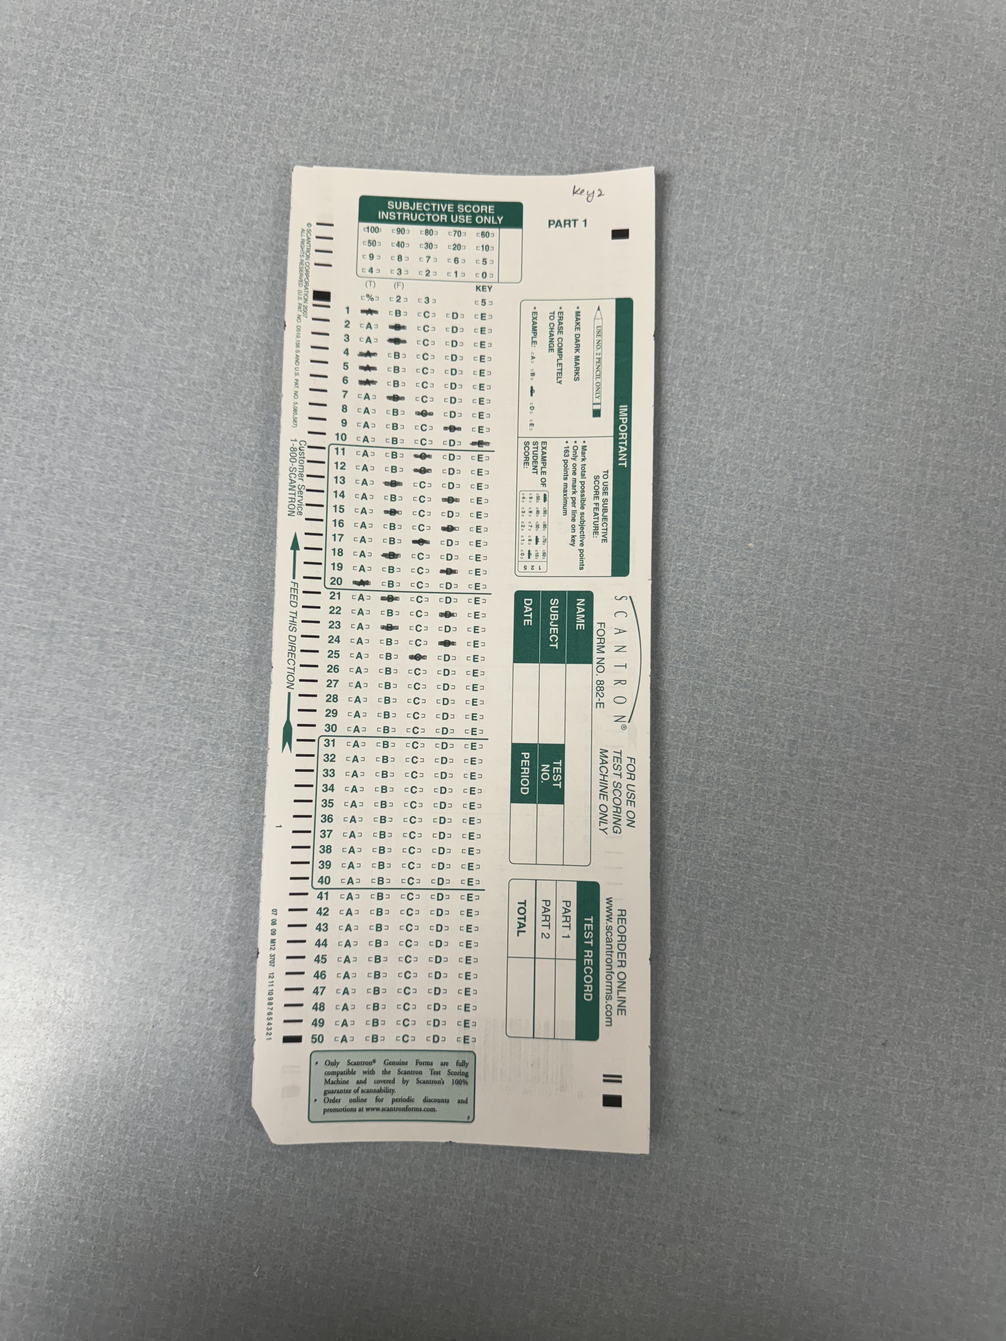 key2
PART 1
SUBJECTIVE SCORE
INSTRUCTOR USE ONLY
100 90 80 70 60
50 40 30 20 10
9 8 7 6 5
4 3 2 1 0
(T) (F) KEY
% 2 3 5
1 A B C D E
2 A B C D E
3 A B C D E
4 A B C D E
5 A B C D E
6 A B C D E
7 A B C D E
8 A B C D E
9 A B C D E
10 A B C D E
11 A B C D E
12 A B C D E
13 A B C D E
14 A B C D E
15 A B C D E
16 A B C D E
17 A B C D E
18 A B C D E
19 A B C D E
20 A B C D E
21 A B C D E
22 A B C D E
23 A B C D E
24 A B C D E
25 A B C D E
26 A B C D E
27 A B C D E
28 A B C D E
29 A B C D E
30 A B C D E
31 A B C D E
32 A B C D E
33 A B C D E
34 A B C D E
35 A B C D E
36 A B C D E
37 A B C D E
38 A B C D E
39 A B C D E
40 A B C D E
41 A B C D E
42 A B C D E
43 A B C D E
44 A B C D E
45 A B C D E
46 A B C D E
47 A B C D E
48 A B C D E
49 A B C D E
50 A B C D E
• Only Scantron® Genuine Forms are fully
compatible with the Scantron Test Scoring
Machine and covered by Scantron's 100%
guarantee of scannability.
• Order online for periodic discounts and
promotions at www.scantronforms.com.
IMPORTANT
USE NO. 2 PENCIL ONLY
• MAKE DARK MARKS
• ERASE COMPLETELY
TO CHANGE
• EXAMPLE: A B D E
TO USE SUBJECTIVE
SCORE FEATURE:
• Mark total possible subjective points
• Only one mark per line on key
• 163 points maximum
EXAMPLE OF
STUDENT
SCORE:
SCANTRON®
FORM NO. 882-E
FOR USE ON
TEST SCORING
MACHINE ONLY
REORDER ONLINE
www.scantronforms.com
NAME
SUBJECT
DATE
TEST
NO.
PERIOD
TEST RECORD
PART 1
PART 2
TOTAL
© SCANTRON CORPORATION 2007
ALL RIGHTS RESERVED.
Customer Service
1-800-SCANTRON
FEED THIS DIRECTION
1
07 08 09 M12 3707 12 11 10 9 8 7 6 5 4 3 2 1